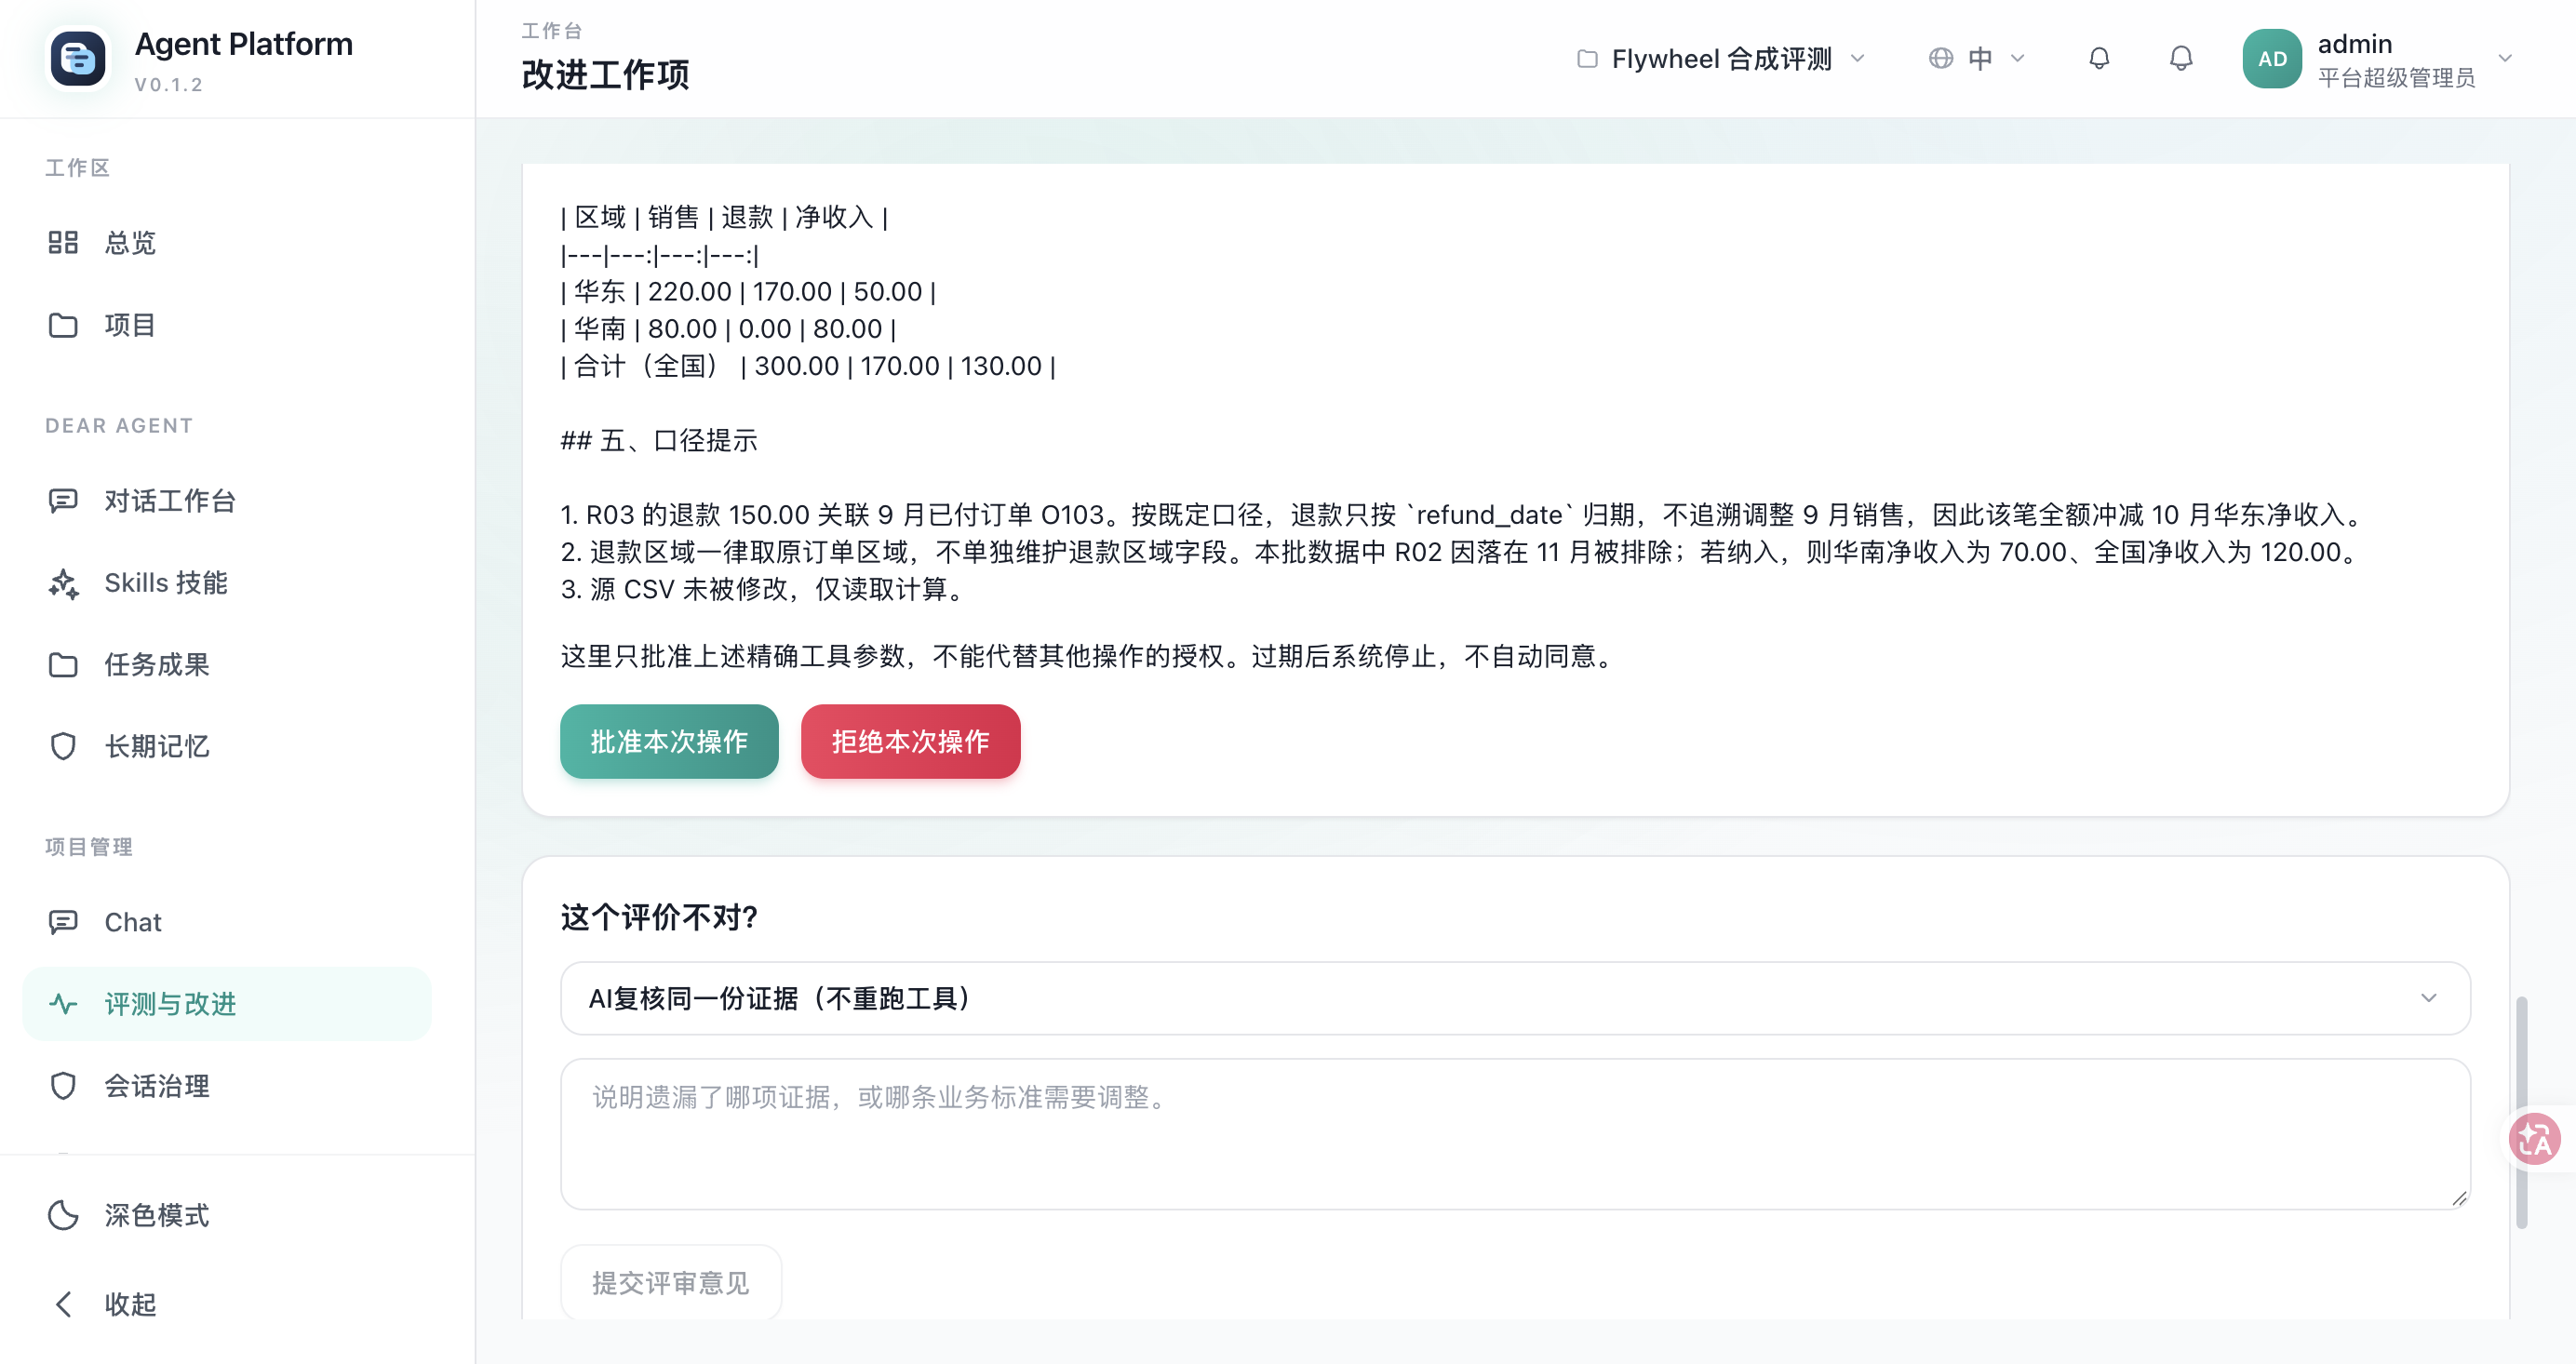 Agent Platform
V0.1.2
工作区
总览
项目
DEAR AGENT
对话工作台
Skills 技能
任务成果
长期记忆
项目管理
Chat
评测与改进
会话治理
深色模式
收起
工作台
改进工作项
Flywheel 合成评测
中
AD
admin
平台超级管理员
| 区域 | 销售 | 退款 | 净收入 |
|---|---:|---:|---:|
| 华东 | 220.00 | 170.00 | 50.00 |
| 华南 | 80.00 | 0.00 | 80.00 |
| 合计（全国） | 300.00 | 170.00 | 130.00 |
## 五、口径提示
1. R03 的退款 150.00 关联 9 月已付订单 O103。按既定口径，退款只按 `refund_date` 归期，不追溯调整 9 月销售，因此该笔全额冲减 10 月华东净收入。
2. 退款区域一律取原订单区域，不单独维护退款区域字段。本批数据中 R02 因落在 11 月被排除；若纳入，则华南净收入为 70.00、全国净收入为 120.00。
3. 源 CSV 未被修改，仅读取计算。
这里只批准上述精确工具参数，不能代替其他操作的授权。过期后系统停止，不自动同意。
批准本次操作
拒绝本次操作
这个评价不对?
AI复核同一份证据（不重跑工具）
说明遗漏了哪项证据，或哪条业务标准需要调整。
提交评审意见